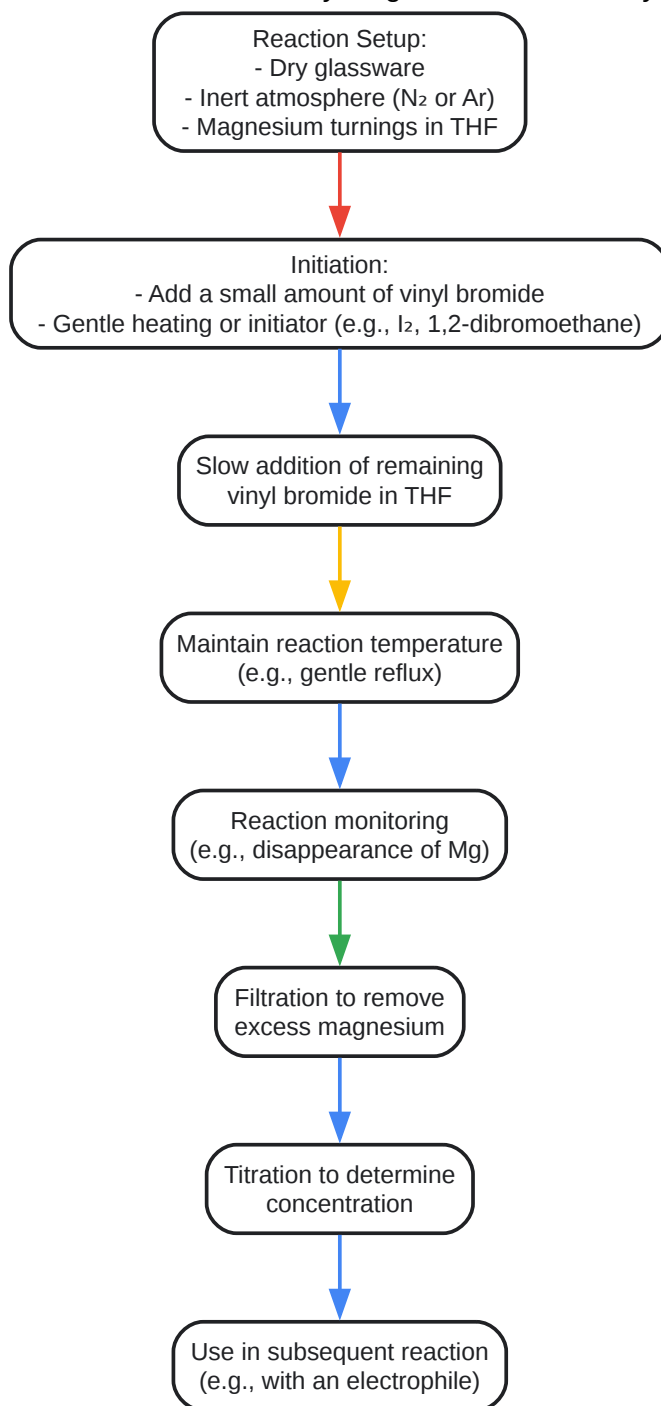 Reaction Setup:
- Dry glassware
- Inert atmosphere (N₂ or Ar)
- Magnesium turnings in THF
Initiation:
- Add a small amount of vinyl bromide
- Gentle heating or initiator (e.g., I₂, 1,2-dibromoethane)
Slow addition of remaining
vinyl bromide in THF
Maintain reaction temperature
(e.g., gentle reflux)
Reaction monitoring
(e.g., disappearance of Mg)
Filtration to remove
excess magnesium
Titration to determine
concentration
Use in subsequent reaction
(e.g., with an electrophile)